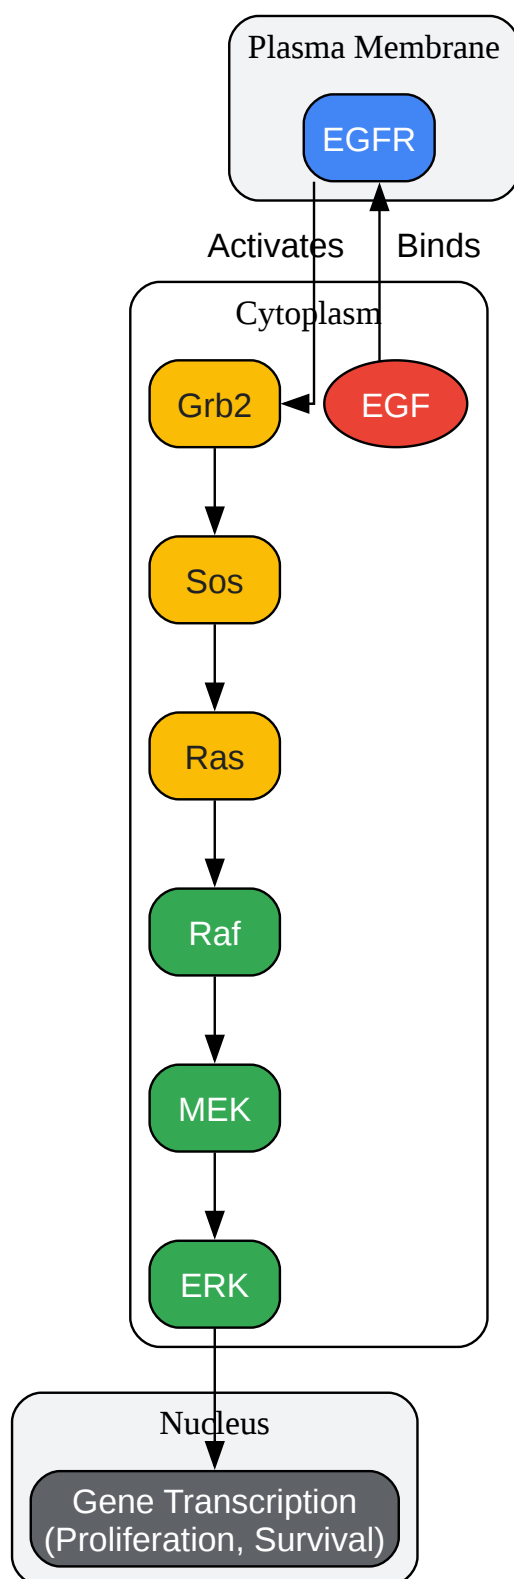 Plasma Membrane
EGFR
Activates
Binds
Cytoplasm
Grb2
EGF
Sos
Ras
Raf
MEK
ERK
Nucleus
Gene Transcription
(Proliferation, Survival)